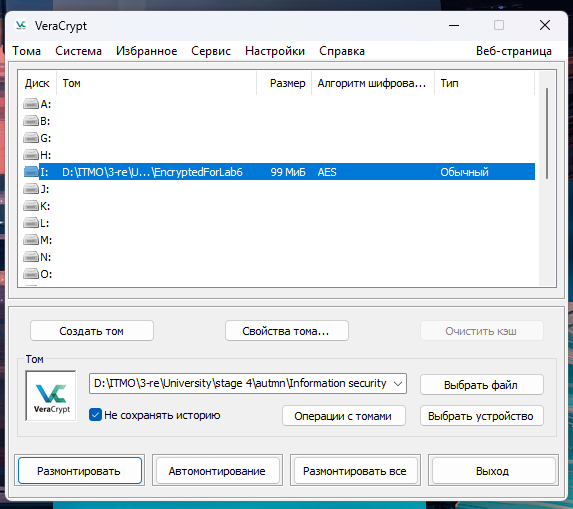 VeraCrypt
Тома Система Избранное Сервис Настройки Справка Веб-страница
Диск Том Размер Алгоритм шифрова... Тип
A:
B:
G:
H:
I: D:\ITMO\3-re\U...\EncryptedForLab6 99 МиБ AES Обычный
J:
K:
L:
M:
N:
O:
Создать том Свойства тома... Очистить кэш
Том
D:\ITMO\3-re\University\stage 4\autmn\Information security Выбрать файл
VeraCrypt
Не сохранять историю Операции с томами Выбрать устройство
Размонтировать Автомонтирование Размонтировать все Выход